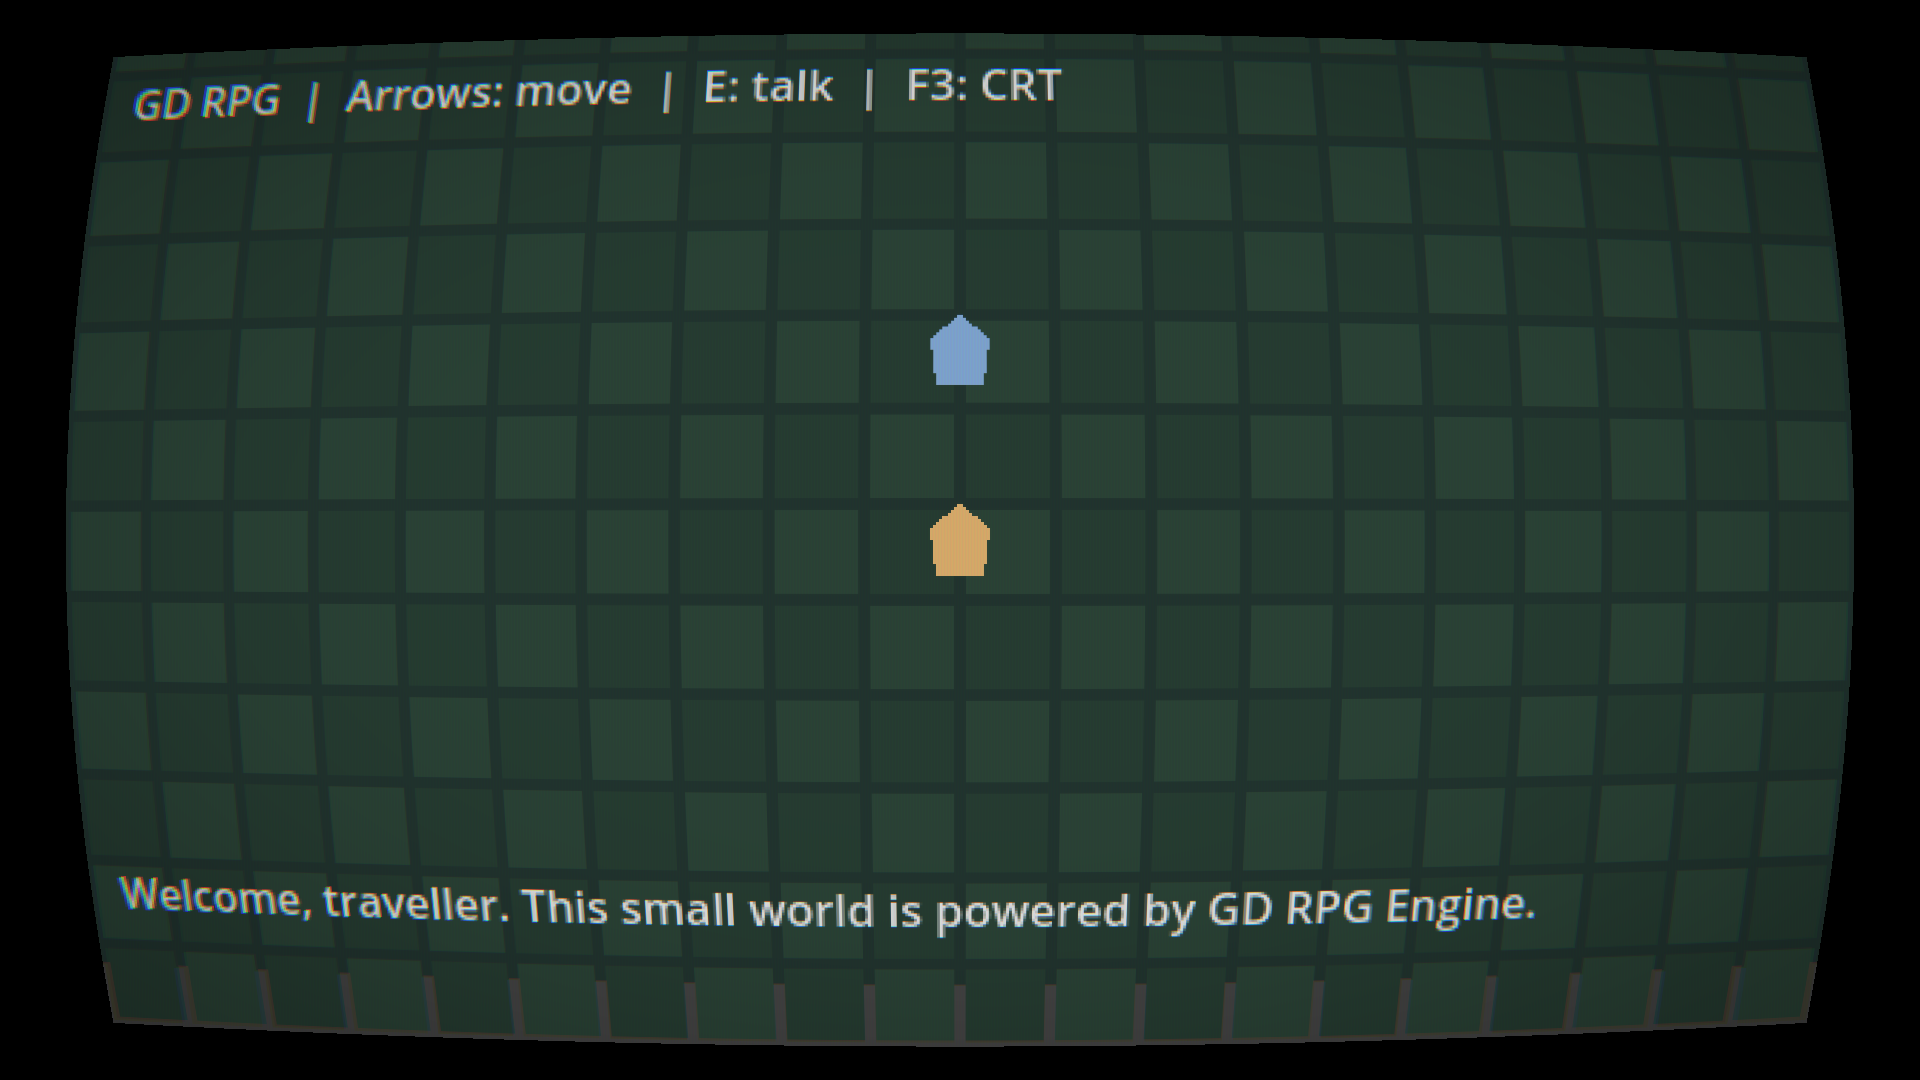 GD RPG | Arrows: move | E: talk | F3: CRT
Welcome, traveller. This small world is powered by GD RPG Engine.